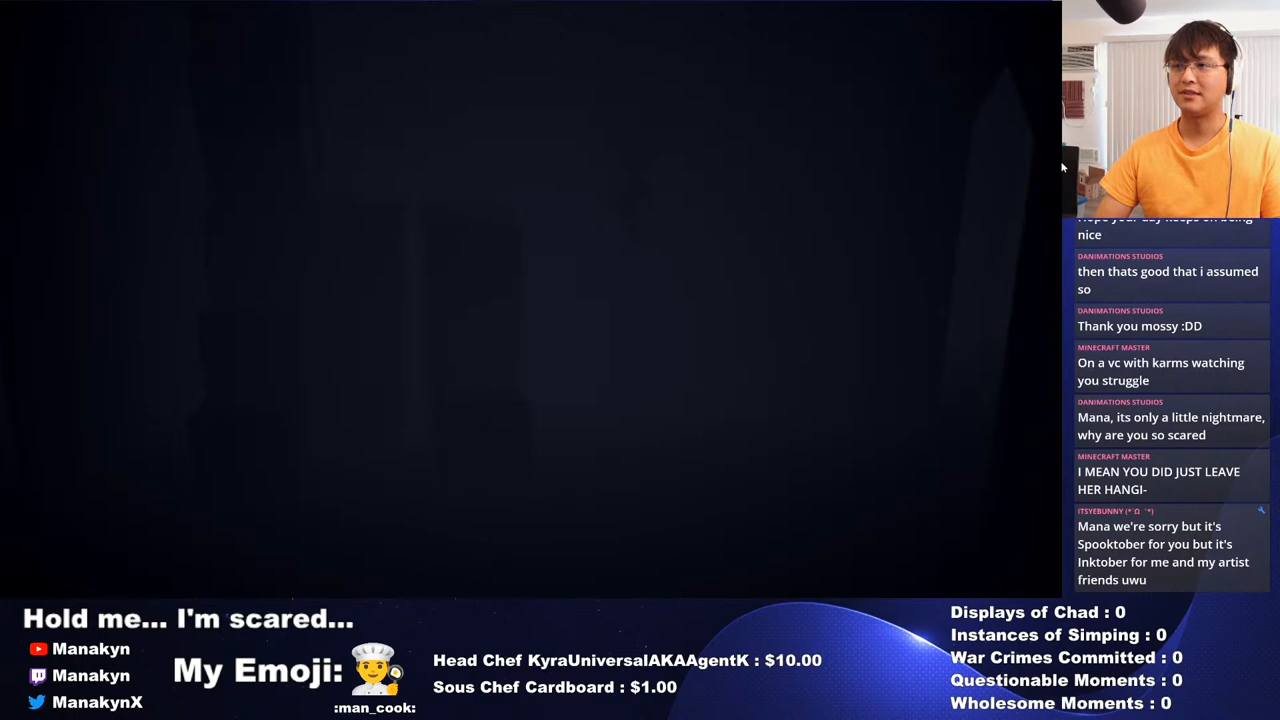 nice
DANIMATIONS STUDIOS
then thats good that i assumed
so
DANIMATIONS STUDIOS
Thank you mossy :DD
MINECRAFT MASTER
On a vc with karms watching
you struggle
DANIMATIONS STUDIOS
Mana, its only a little nightmare,
why are you so scared
MINECRAFT MASTER
I MEAN YOU DID JUST LEAVE
HER HANGI-
ITSYEBUNNY (*´Ω `*)
Mana we're sorry but it's
Spooktober for you but it's
Inktober for me and my artist
friends uwu
Hold me... I'm scared...
Manakyn
Manakyn
ManakynX
My Emoji:
:man_cook:
Head Chef KyraUniversalAKAAgentK : $10.00
Sous Chef Cardboard : $1.00
Displays of Chad : 0
Instances of Simping : 0
War Crimes Committed : 0
Questionable Moments : 0
Wholesome Moments : 0